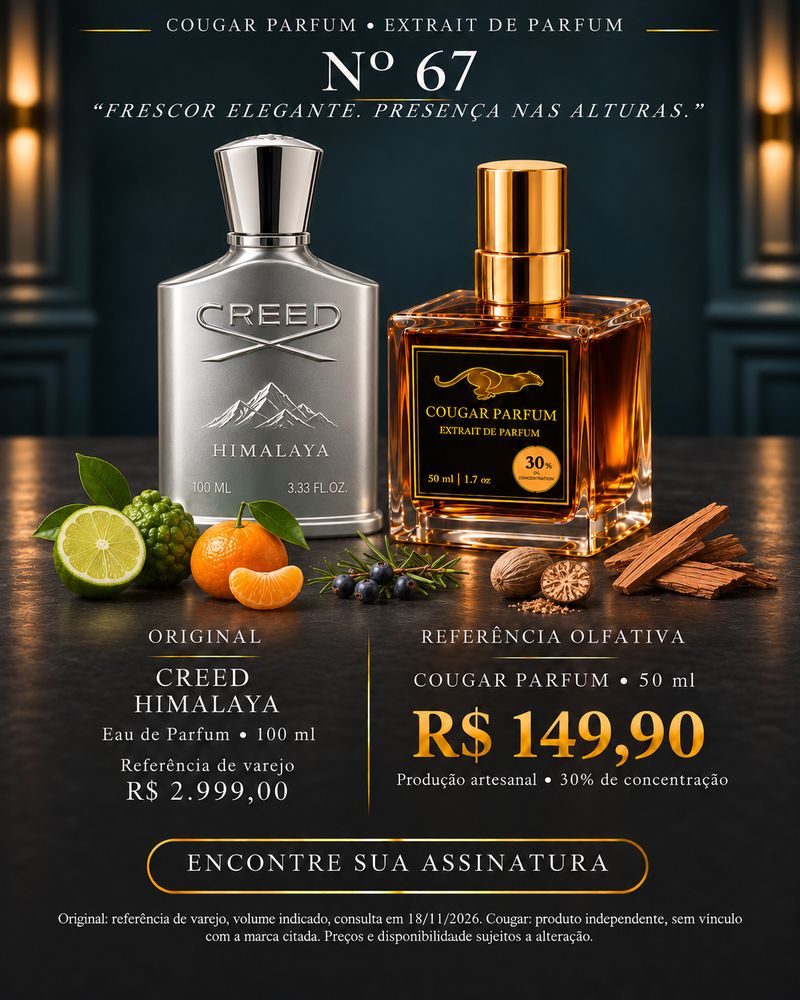 COUGAR PARFUM • EXTRAIT DE PARFUM
Nº 67
“FRESCOR ELEGANTE. PRESENÇA NAS ALTURAS.”
CREED
HIMALAYA
100 ML 3.33 FL.OZ.
COUGAR PARFUM
EXTRAIT DE PARFUM
30%
OIL
CONCENTRATION
50 ml | 1.7 oz
ORIGINAL
CREED
HIMALAYA
Eau de Parfum • 100 ml
Referência de varejo
R$ 2.999,00
REFERÊNCIA OLFATIVA
COUGAR PARFUM • 50 ml
R$ 149,90
Produção artesanal • 30% de concentração
ENCONTRE SUA ASSINATURA
Original: referência de varejo, volume indicado, consulta em 18/11/2026. Cougar: produto independente, sem vínculo
com a marca citada. Preços e disponibilidade sujeitos a alteração.